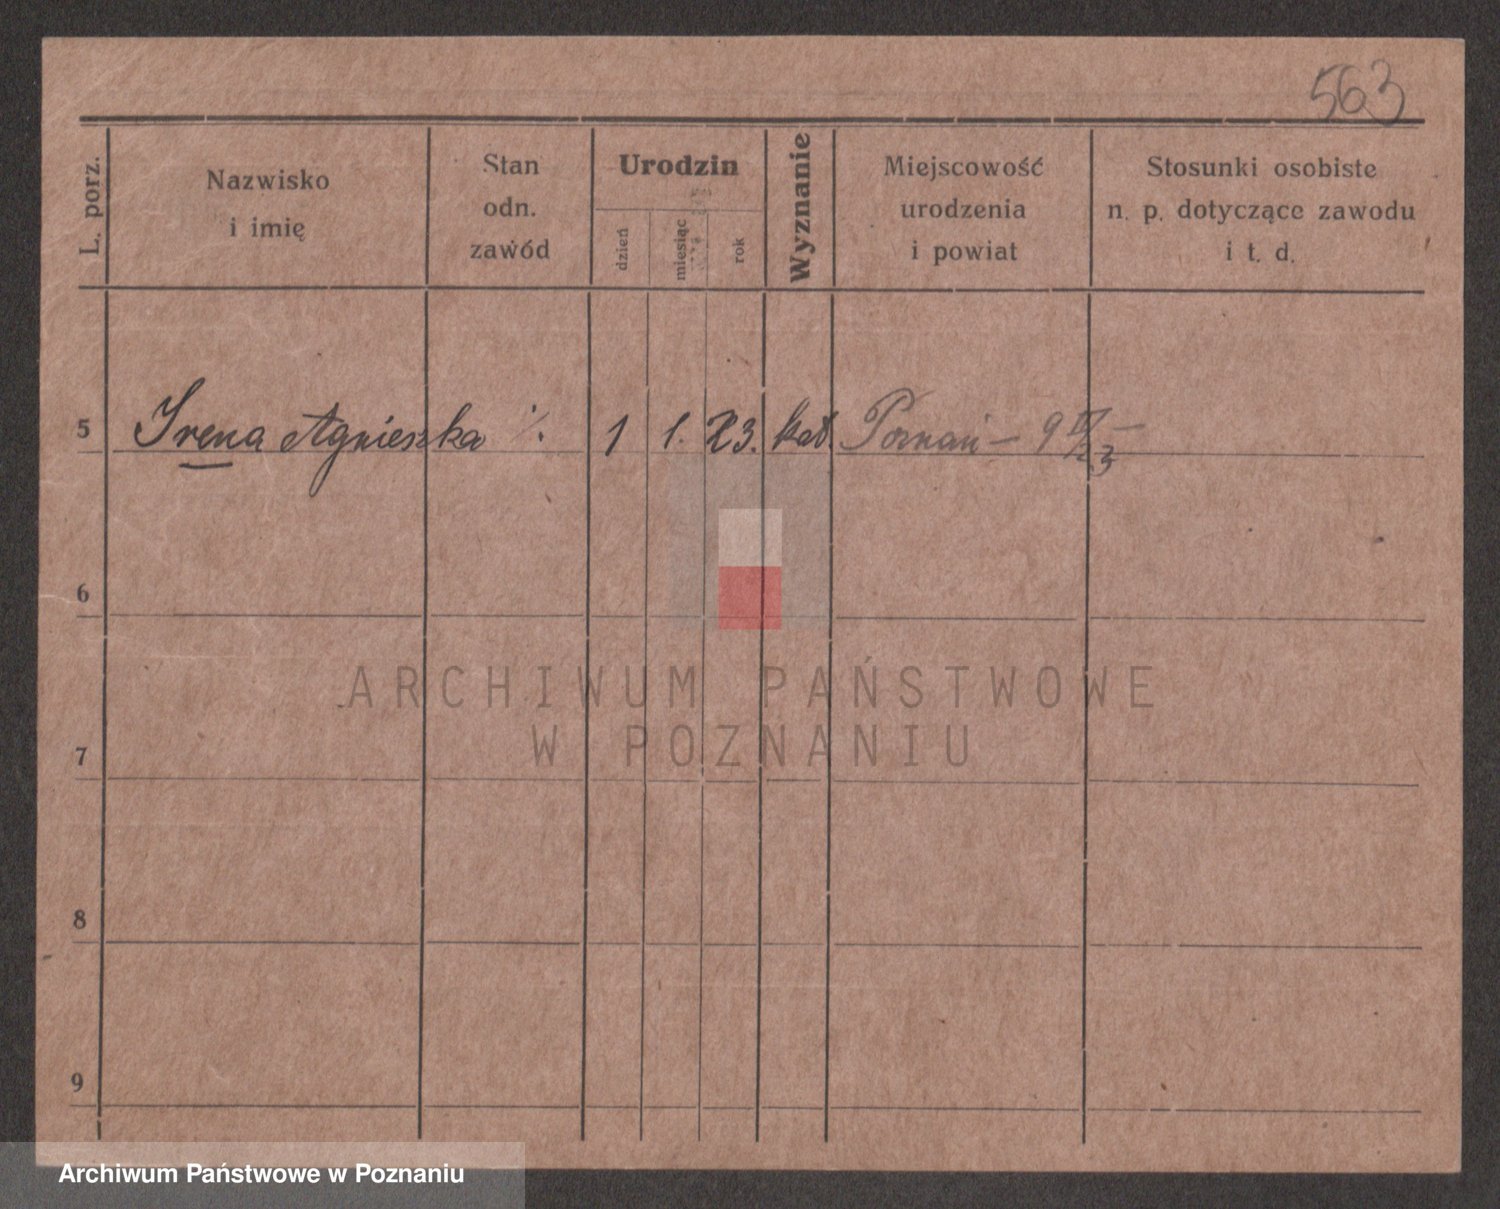 563
L. porz.
Nazwisko
i imię
Stan
odn.
zawód
Urodzin
dzień
miesiąc
rok
Wyznanie
Miejscowość
urodzenia
i powiat
Stosunki osobiste
n. p. dotyczące zawodu
i t. d.
5 Irena Agnieszka ·/. 1 1. 23. kat. Poznań – 9
6
7
8
9
ARCHIWUM PAŃSTWOWE
W POZNANIU
Archiwum Państwowe w Poznaniu